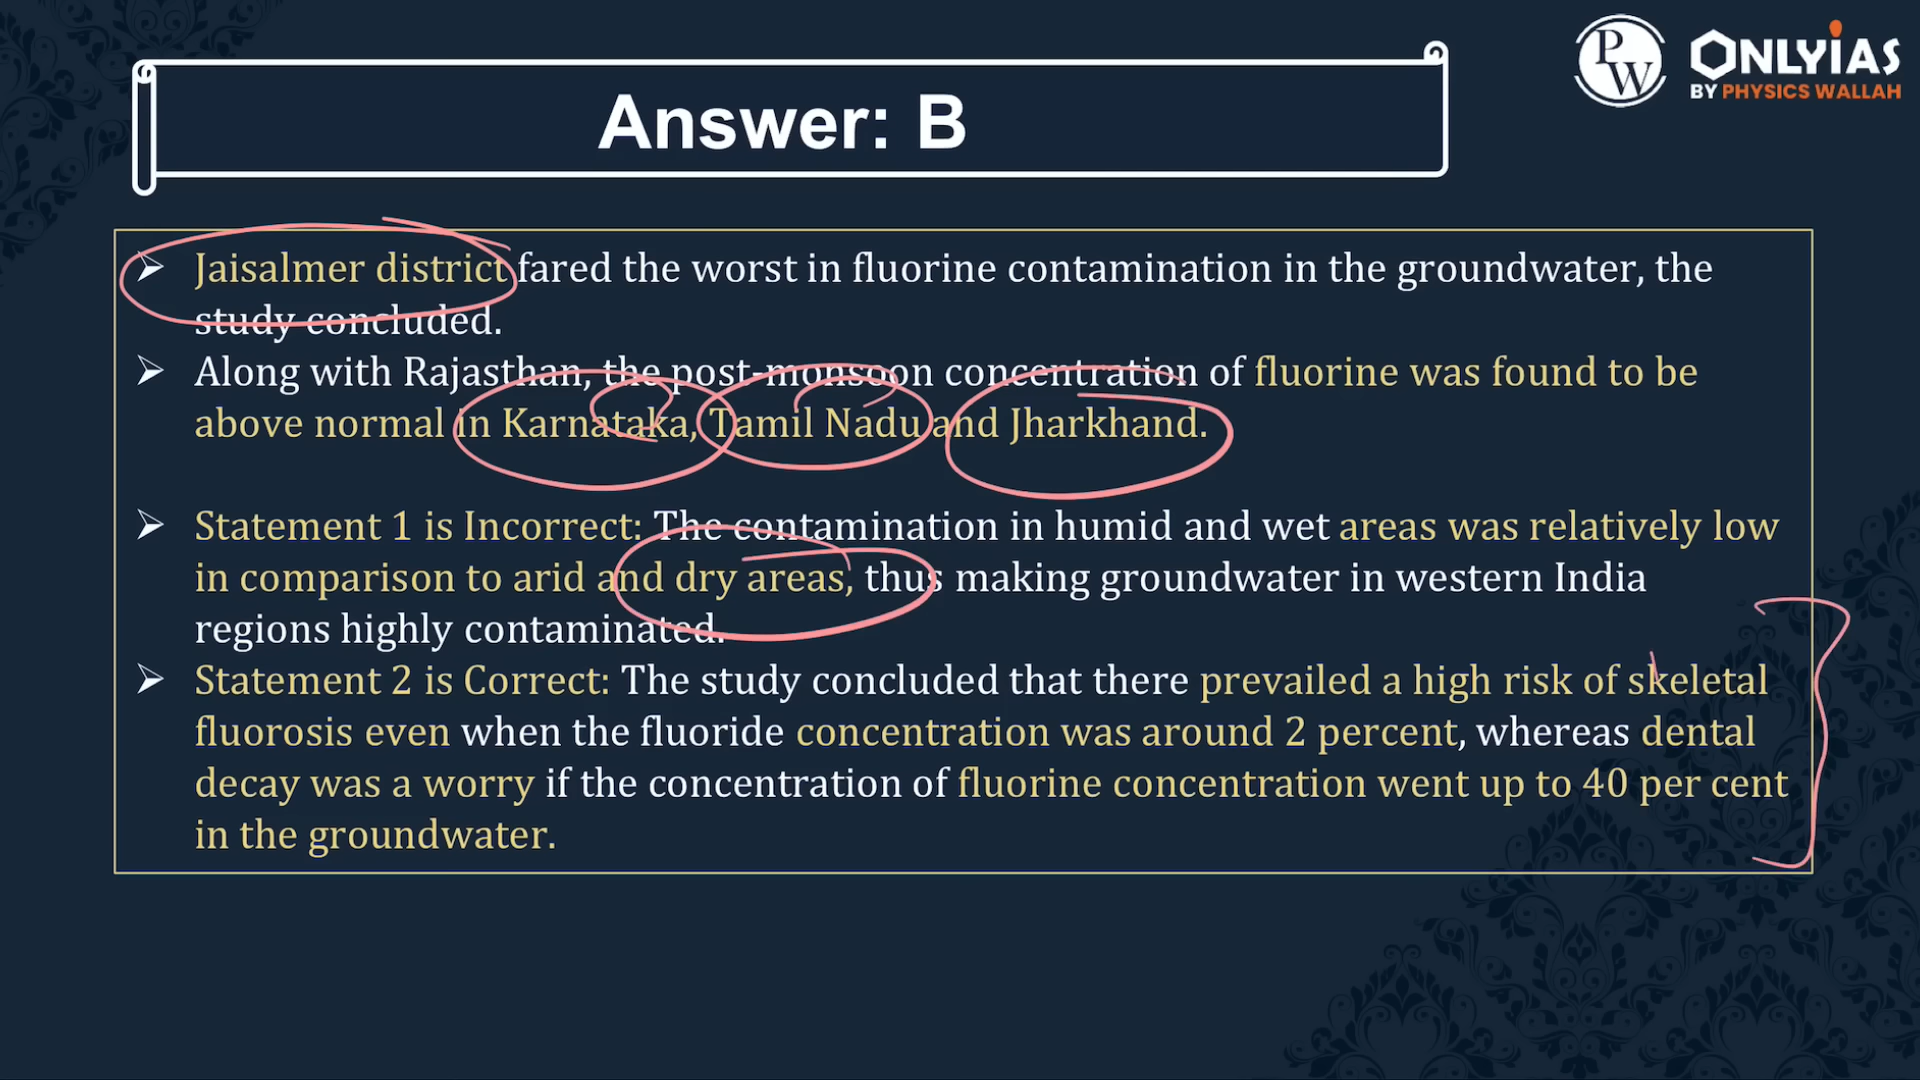 PW
ONLYIAS
BY PHYSICS WALLAH
Answer: B
➢ Jaisalmer district fared the worst in fluorine contamination in the groundwater, the
study concluded.
➢ Along with Rajasthan, the post-monsoon concentration of fluorine was found to be
above normal in Karnataka, Tamil Nadu and Jharkhand.
➢ Statement 1 is Incorrect: The contamination in humid and wet areas was relatively low
in comparison to arid and dry areas, thus making groundwater in western India
regions highly contaminated.
➢ Statement 2 is Correct: The study concluded that there prevailed a high risk of skeletal
fluorosis even when the fluoride concentration was around 2 percent, whereas dental
decay was a worry if the concentration of fluorine concentration went up to 40 per cent
in the groundwater.